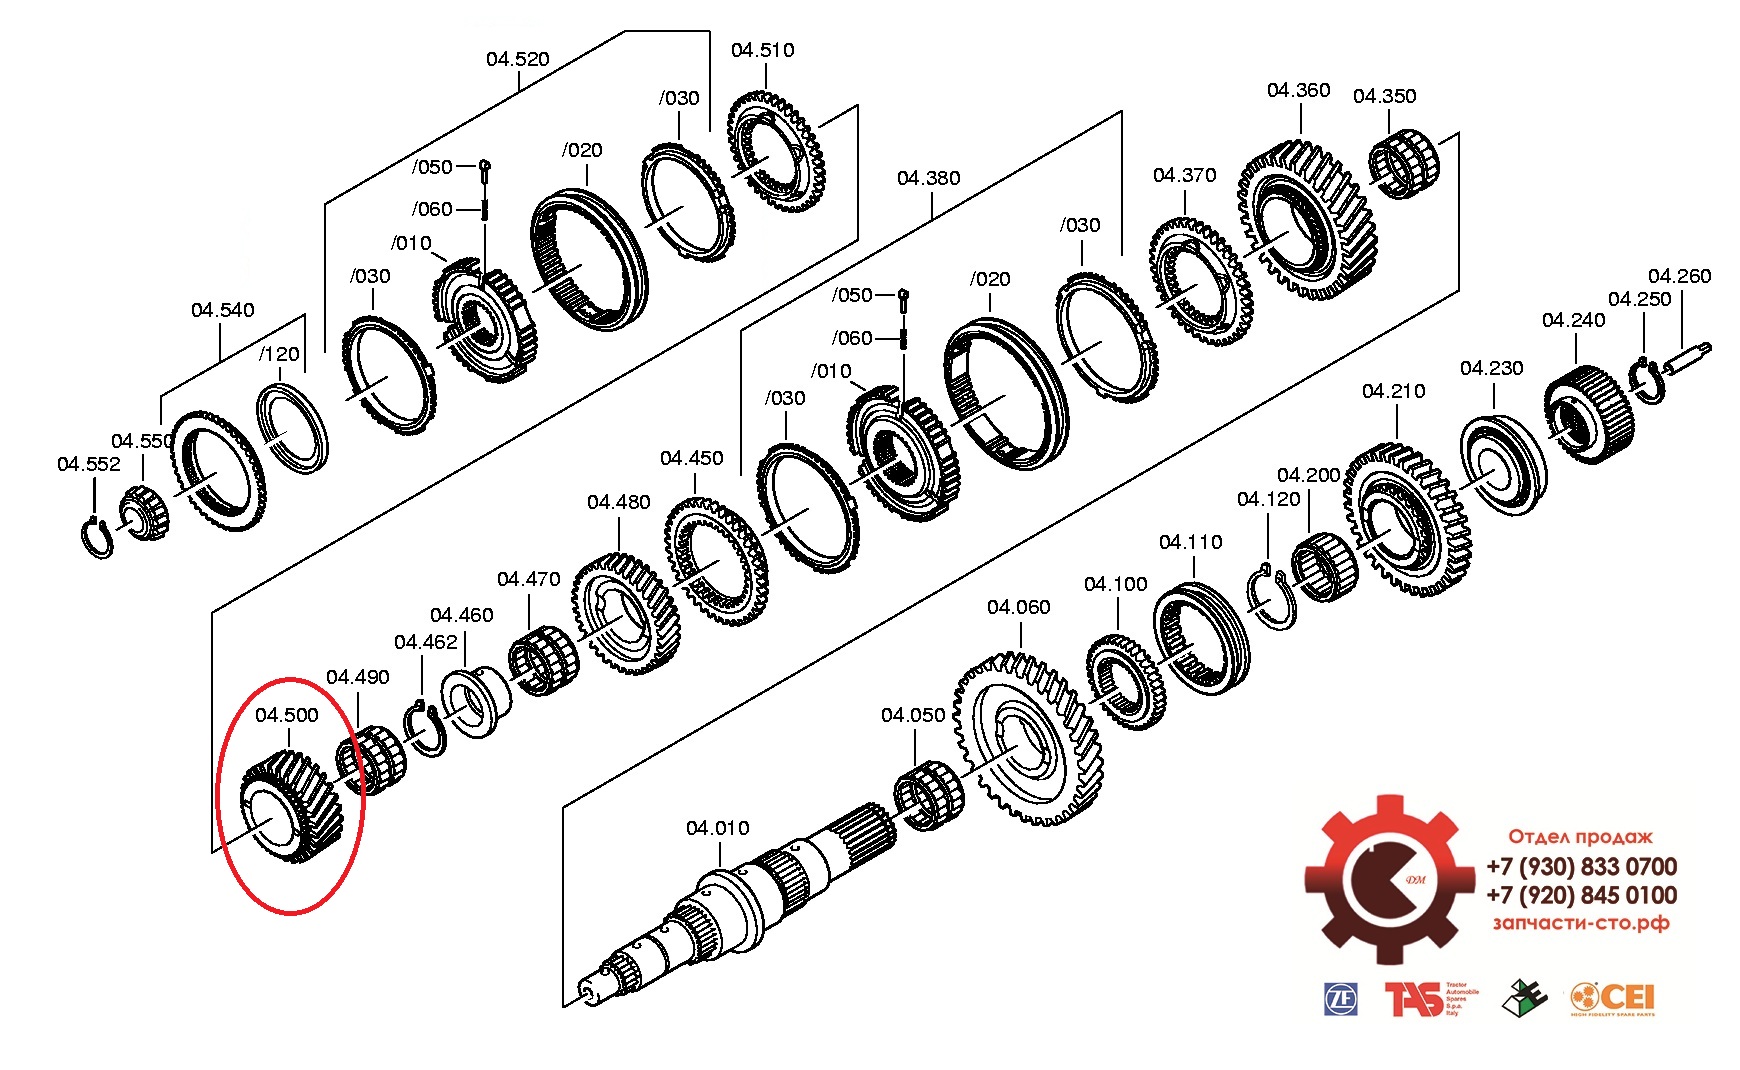 04.520
04.510
/030
/050
/020
/060
/010
/030
04.540
/120
04.550
04.552
04.360
04.350
04.380
04.370
/030
/050
/020
/060
/010
/030
04.260
04.250
04.240
04.230
04.210
04.200
04.120
04.110
04.100
04.060
04.050
04.010
04.450
04.480
04.470
04.460
04.462
04.490
04.500
DM
Отдел продаж
+7 (930) 833 0700
+7 (920) 845 0100
запчасти-сто.рф
ZF
TAS
Tractor
Automobile
Spares
S.p.a.
Italy
CEI
HIGH FIDELITY SPARE PARTS